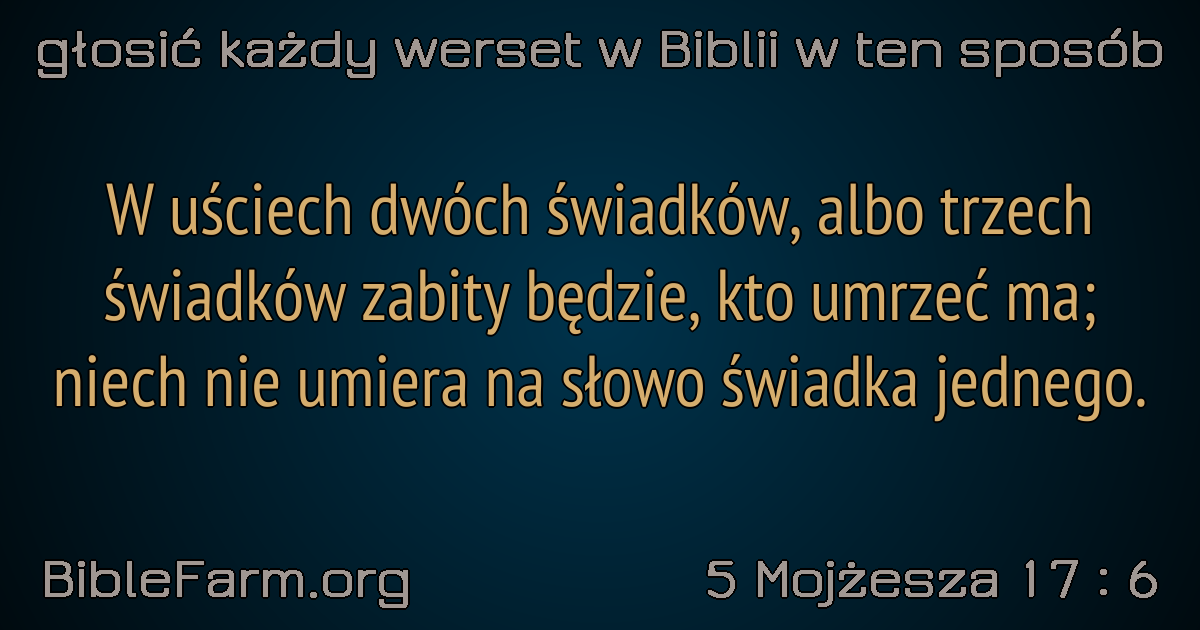 głosić każdy werset w Biblii w ten sposób
W uściech dwóch świadków, albo trzech
świadków zabity będzie, kto umrzeć ma;
niech nie umiera na słowo świadka jednego.
BibleFarm.org
5 Mojżesza 17 : 6